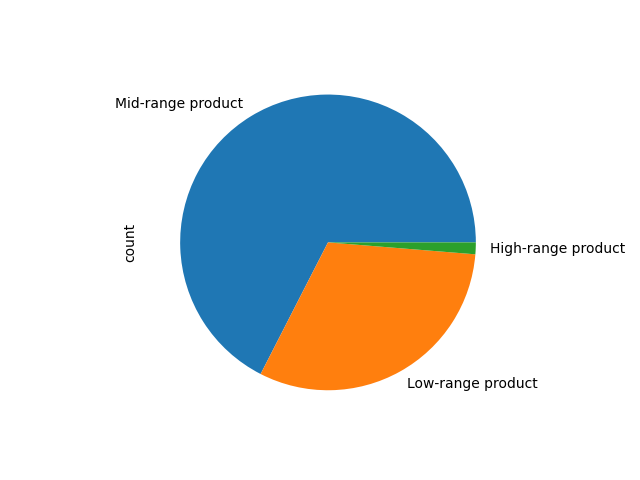 Mid-range product
count
High-range product
Low-range product